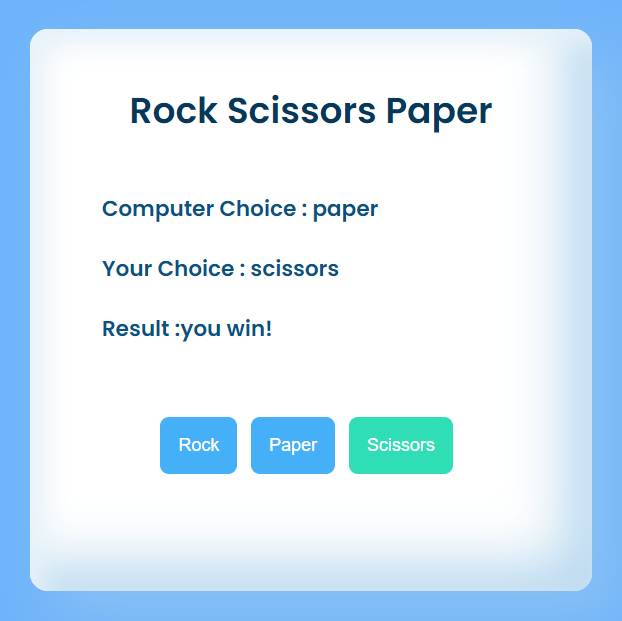 Rock Scissors Paper
Computer Choice : paper
Your Choice : scissors
Result :you win!
Rock Paper Scissors